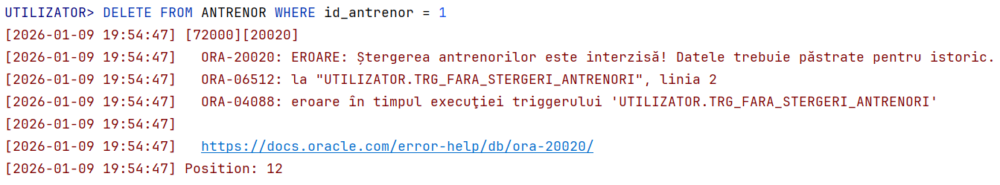 UTILIZATOR> DELETE FROM ANTRENOR WHERE id_antrenor = 1
[2026-01-09 19:54:47] [72000][20020]
[2026-01-09 19:54:47]   ORA-20020: EROARE: Ștergerea antrenorilor este interzisă! Datele trebuie păstrate pentru istoric.
[2026-01-09 19:54:47]   ORA-06512: la "UTILIZATOR.TRG_FARA_STERGERI_ANTRENORI", linia 2
[2026-01-09 19:54:47]   ORA-04088: eroare în timpul execuţiei triggerului 'UTILIZATOR.TRG_FARA_STERGERI_ANTRENORI'
[2026-01-09 19:54:47]
[2026-01-09 19:54:47]   https://docs.oracle.com/error-help/db/ora-20020/
[2026-01-09 19:54:47] Position: 12